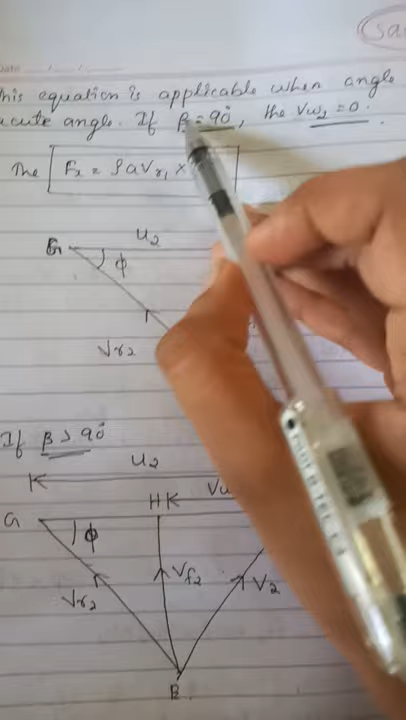 This equation is applicable when angle
acute angle. If β = 90°, the Vw₂ = 0.
The Fx = ρaVr₁ ×
G u₂
φ
Vr₂
If β > 90°
u₂
G H
φ Vf₂ V₂
Vr₂
B